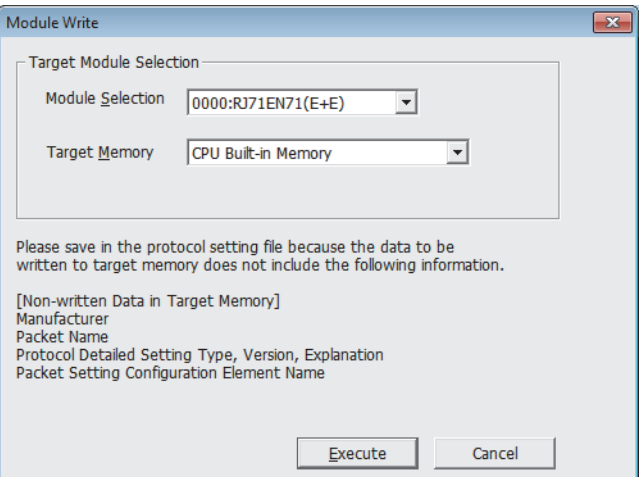 Module Write
Target Module Selection
Module Selection
0000:RJ71EN71(E+E)
Target Memory
CPU Built-in Memory
Please save in the protocol setting file because the data to be
written to target memory does not include the following information.
[Non-written Data in Target Memory]
Manufacturer
Packet Name
Protocol Detailed Setting Type, Version, Explanation
Packet Setting Configuration Element Name
Execute
Cancel